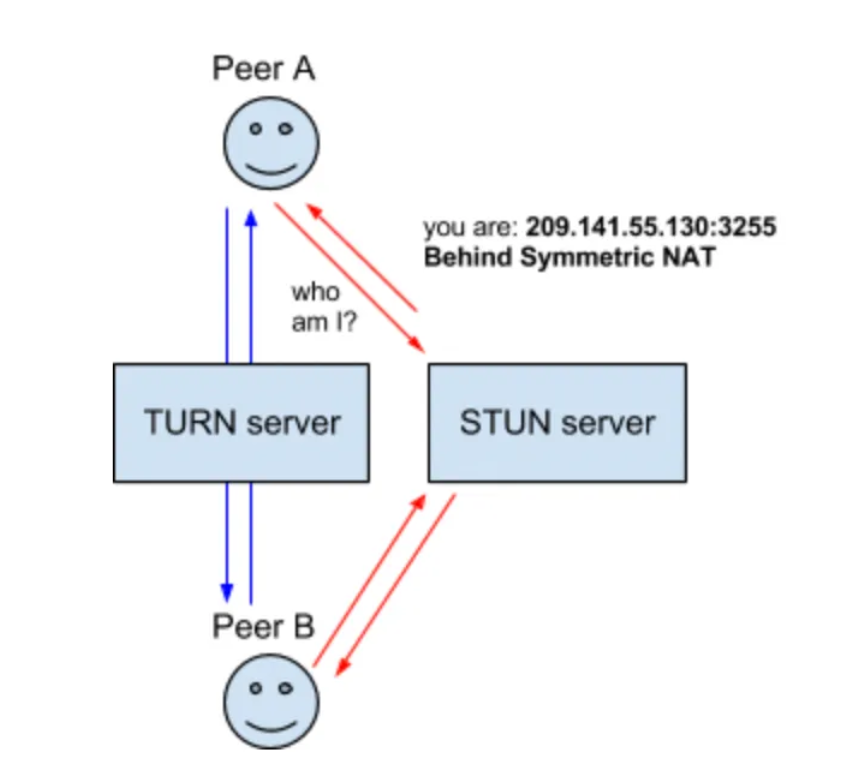 Peer A
you are: 209.141.55.130:3255
Behind Symmetric NAT
who
am I?
TURN server
STUN server
Peer B